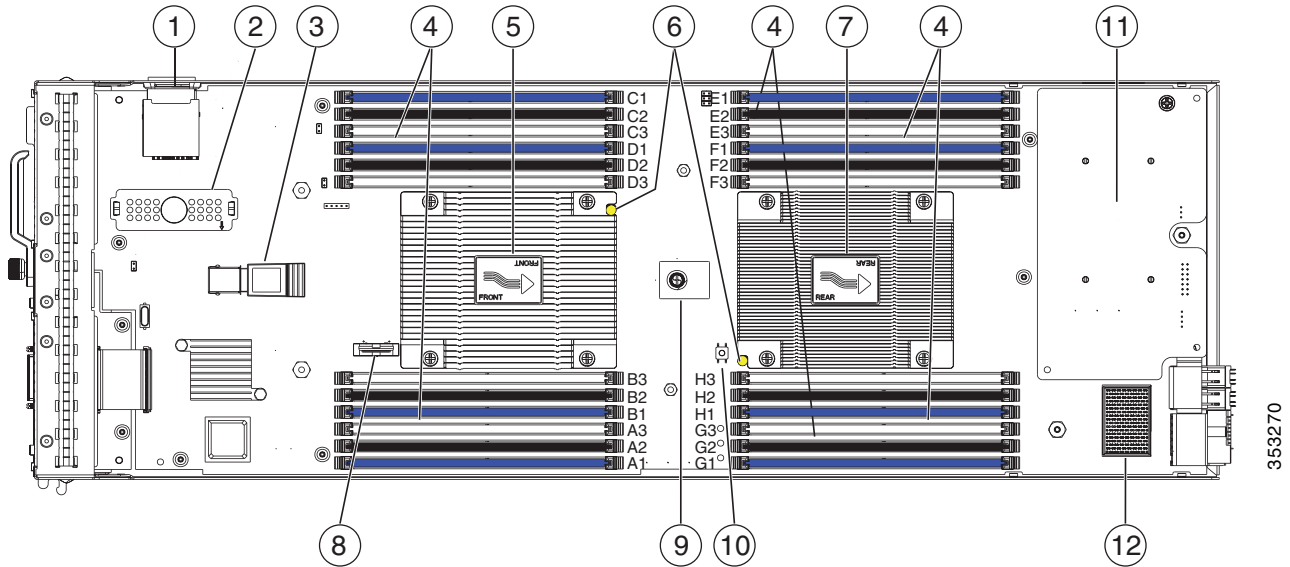 1 2 3 4 5 6 4 7 4 11
C1 E1
C2 E2
C3 E3
D1 F1
D2 F2
D3 F3
FRONT REAR
FRONT REAR
B3 H3
B2 H2
B1 H1
A3 G3
A2 G2
A1 G1
8 9 10 12
353270